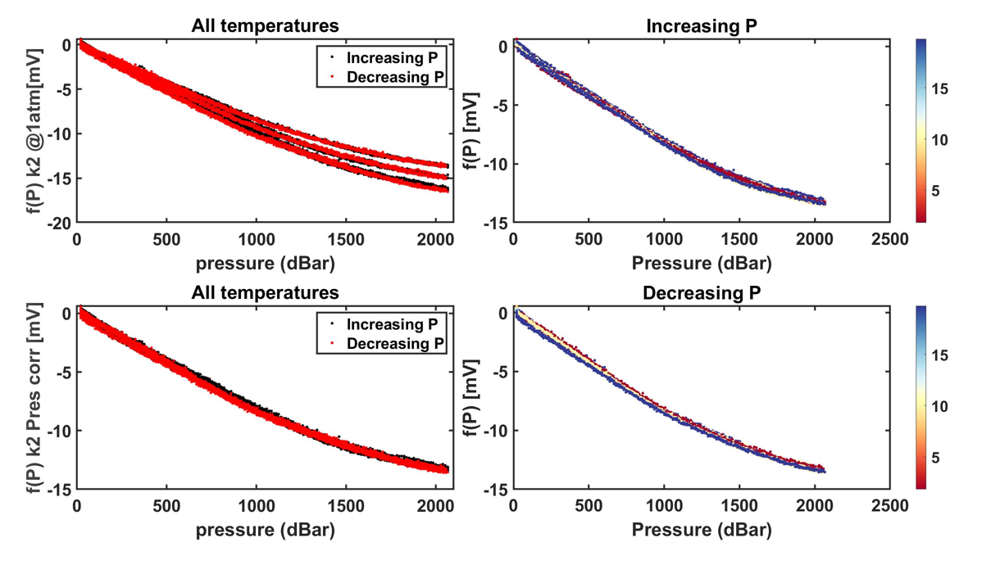 All temperatures
f(P) k2 @1atm[mV]
0
-5
-10
-15
-20
Increasing P
Decreasing P
0
500
1000
1500
2000
pressure (dBar)
Increasing P
f(P) [mV]
0
-5
-10
-15
0
500
1000
1500
2000
2500
Pressure (dBar)
15
10
5
All temperatures
f(P) k2 Pres corr [mV]
0
-5
-10
-15
Increasing P
Decreasing P
0
500
1000
1500
2000
pressure (dBar)
Decreasing P
f(P) [mV]
0
-5
-10
-15
0
500
1000
1500
2000
2500
Pressure (dBar)
15
10
5